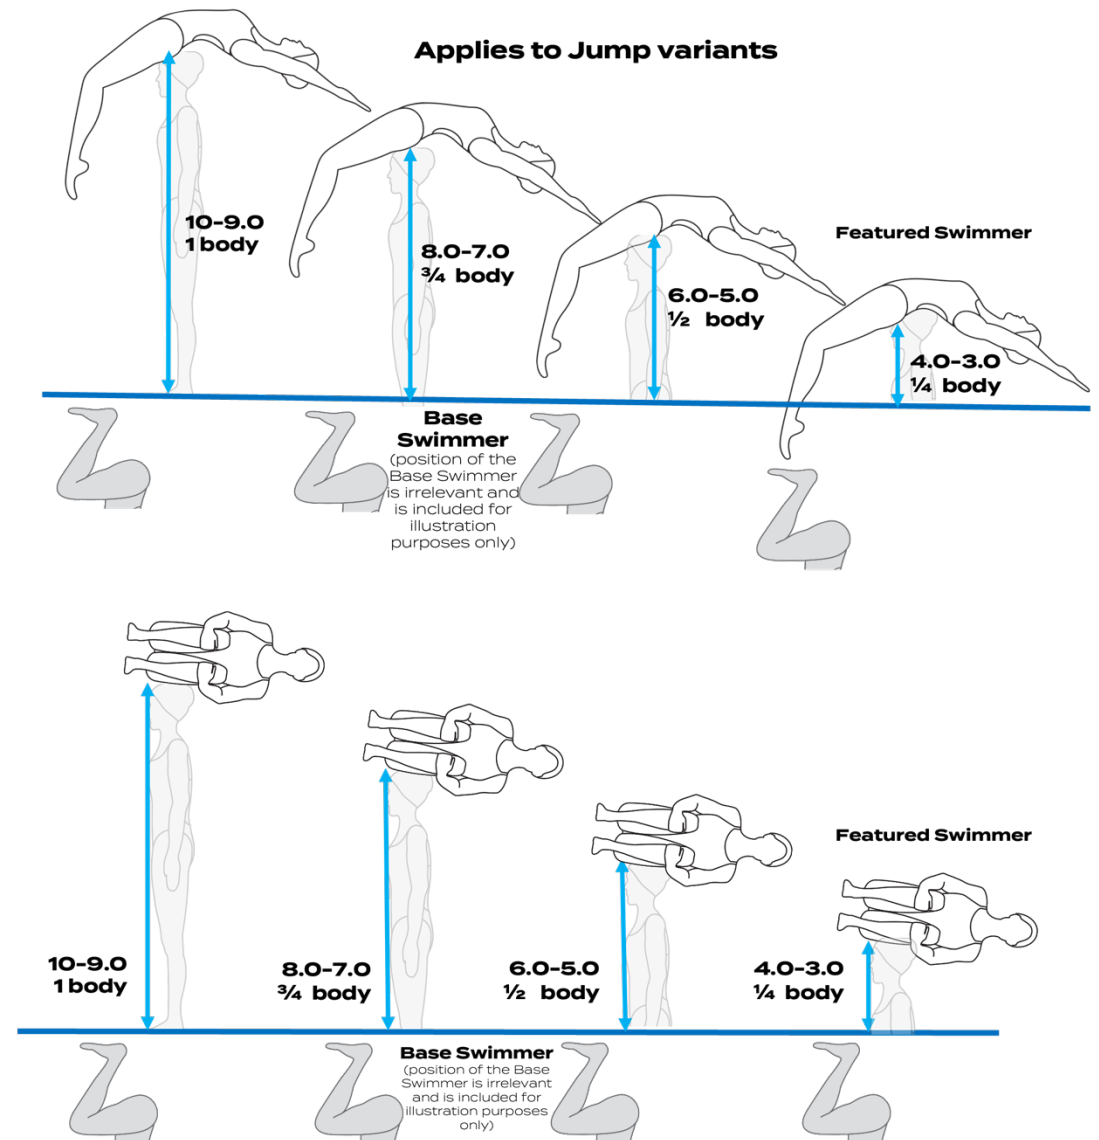 Applies to Jump variants
10-9.0
1 body
8.0-7.0
¾ body
6.0-5.0
½ body
Featured Swimmer
4.0-3.0
¼ body
Base
Swimmer
(position of the
Base Swimmer
is irrelevant and
is included for
illustration
purposes only)
Featured Swimmer
10-9.0
1 body
8.0-7.0
¾ body
6.0-5.0
½ body
4.0-3.0
¼ body
Base Swimmer
(position of the Base
Swimmer is irrelevant
and is included for
illustration purposes
only)